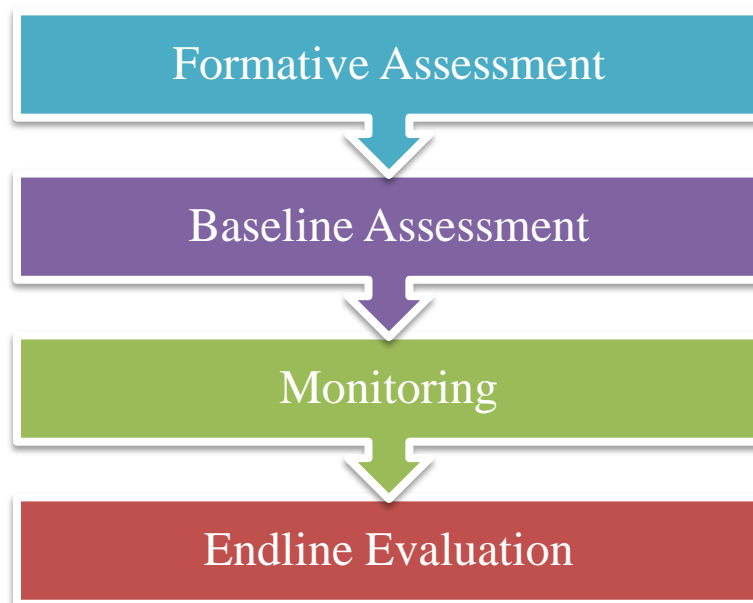 Formative Assessment
Baseline Assessment
Monitoring
Endline Evaluation